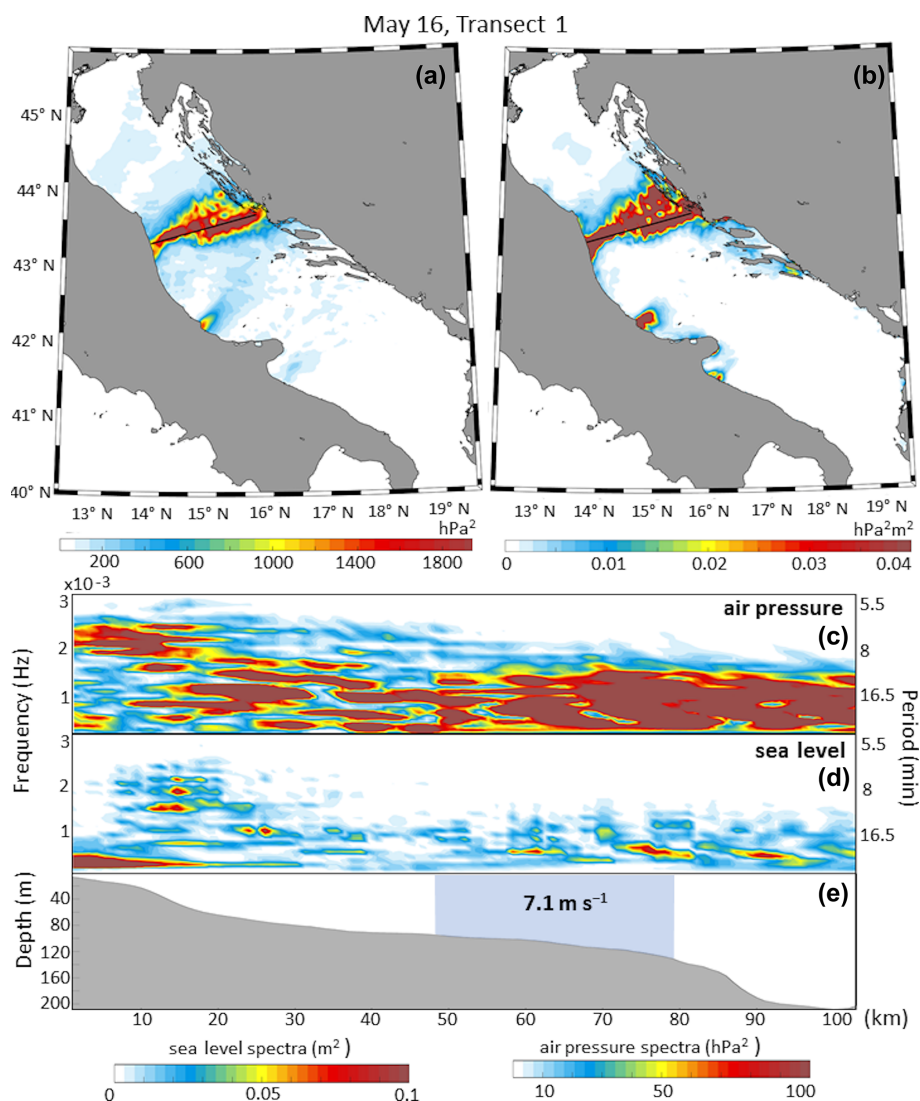 May 16, Transect 1
(a) (b)
45° N
44° N
43° N
42° N
41° N
40° N
13° N 14° N 15° N 16° N 17° N 18° N 19° N 13° N 14° N 15° N 16° N 17° N 18° N 19° N
hPa² hPa²m²
200 600 1000 1400 1800 0 0.01 0.02 0.03 0.04
x10⁻³
3 air pressure 5.5
(c)
2 8
1 16.5
Frequency (Hz) Period (min)
3 sea level 5.5
(d)
2 8
1 16.5
Depth (m) 7.1 m s⁻¹ (e)
40
80
120
160
200
10 20 30 40 50 60 70 80 90 100 (km)
sea level spectra (m²) air pressure spectra (hPa²)
0 0.05 0.1 10 50 100